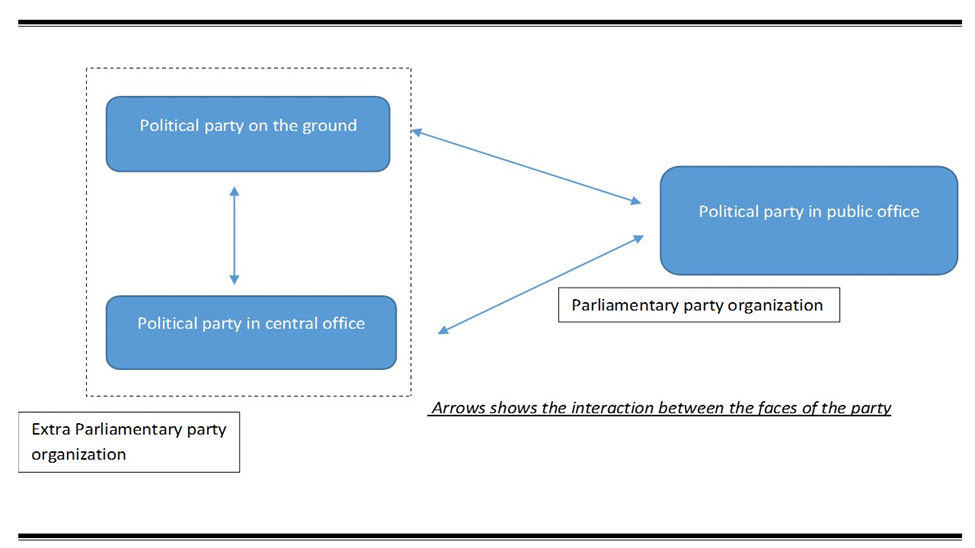 Political party on the ground
Political party in public office
Parliamentary party organization
Political party in central office
Arrows shows the interaction between the faces of the party
Extra Parliamentary party
organization